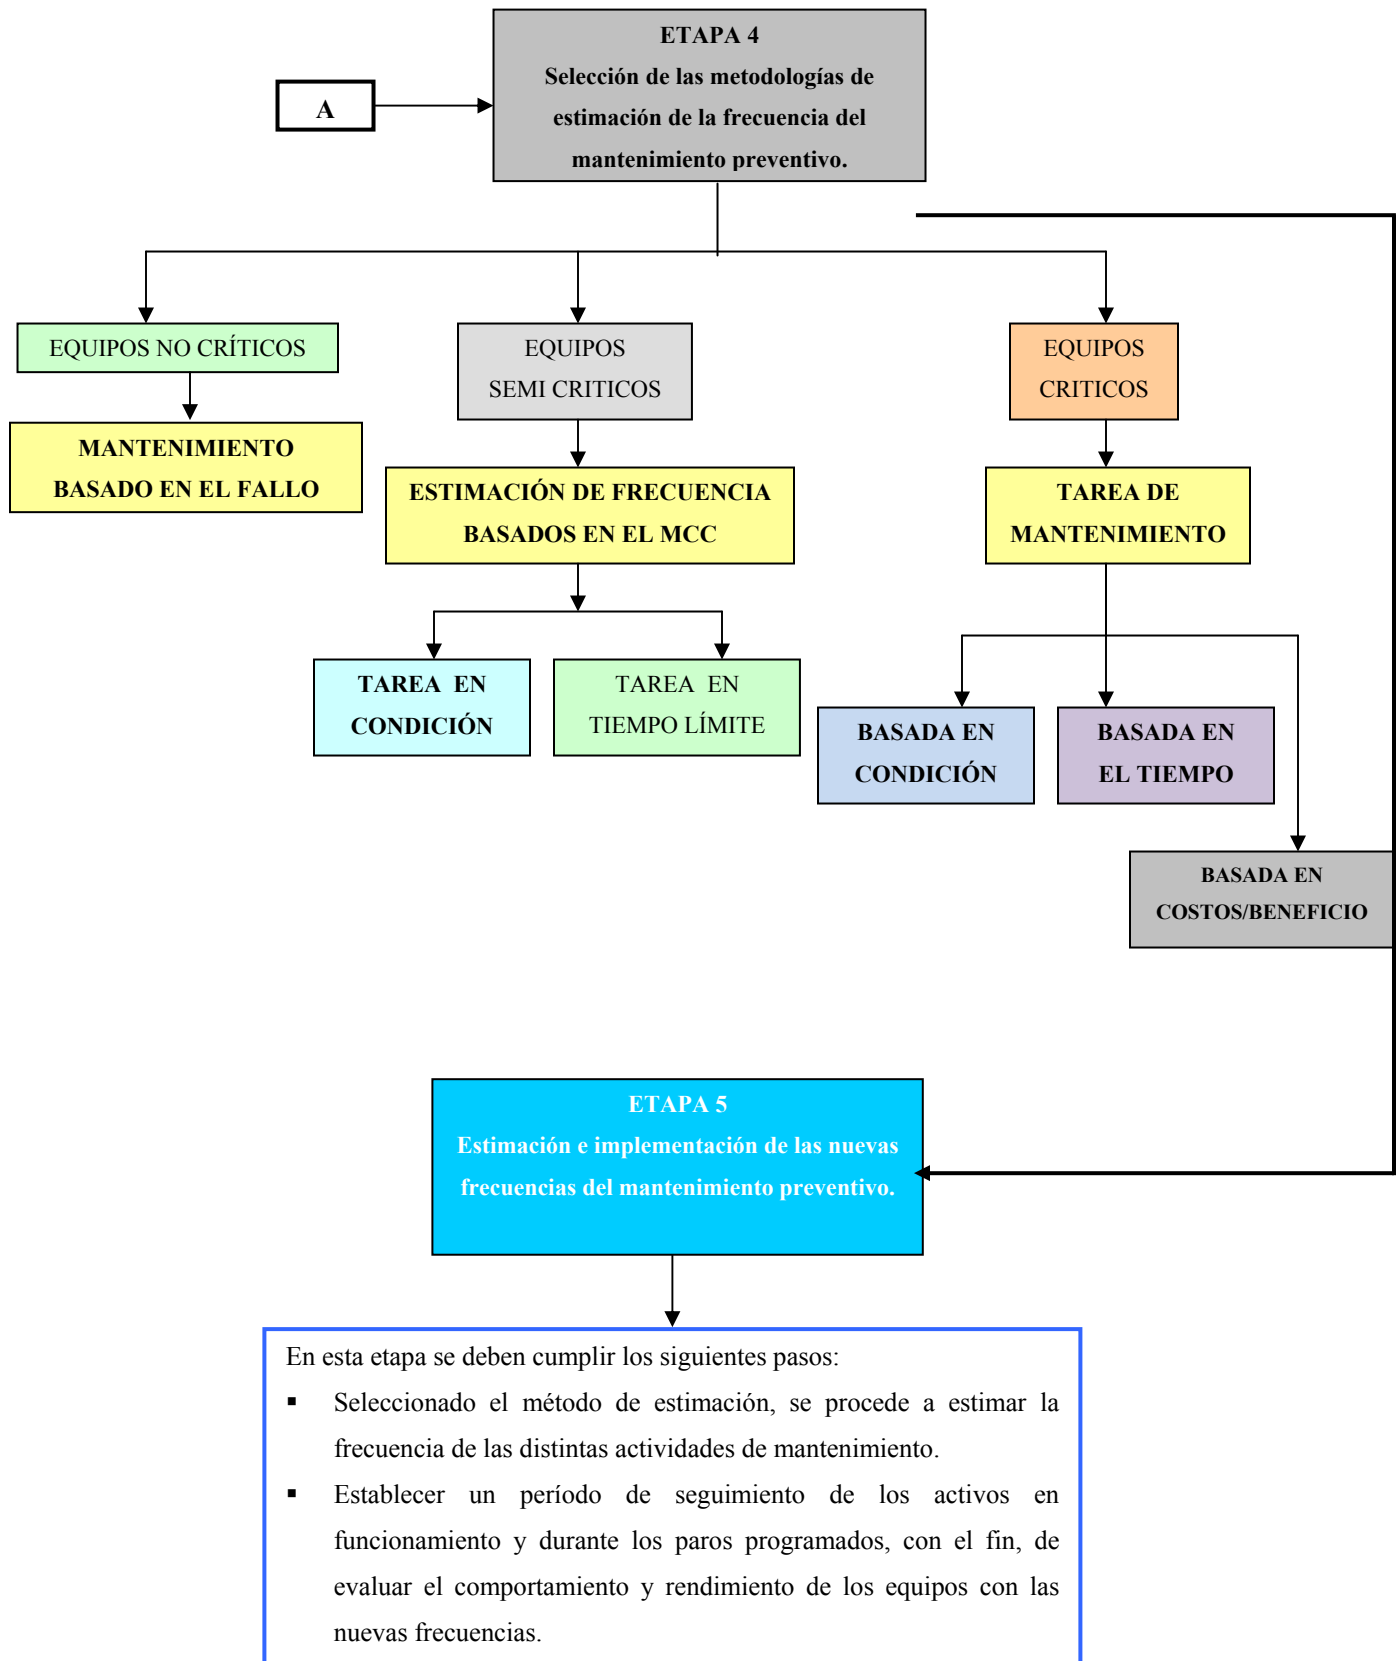 ETAPA 4
Selección de las metodologías de
estimación de la frecuencia del
mantenimiento preventivo.
A
EQUIPOS NO CRÍTICOS
EQUIPOS
SEMI CRITICOS
EQUIPOS
CRITICOS
MANTENIMIENTO
BASADO EN EL FALLO
ESTIMACIÓN DE FRECUENCIA
BASADOS EN EL MCC
TAREA DE
MANTENIMIENTO
TAREA EN
CONDICIÓN
TAREA EN
TIEMPO LÍMITE
BASADA EN
CONDICIÓN
BASADA EN
EL TIEMPO
BASADA EN
COSTOS/BENEFICIO
ETAPA 5
Estimación e implementación de las nuevas
frecuencias del mantenimiento preventivo.
En esta etapa se deben cumplir los siguientes pasos:
▪ Seleccionado el método de estimación, se procede a estimar la
frecuencia de las distintas actividades de mantenimiento.
▪ Establecer un período de seguimiento de los activos en
funcionamiento y durante los paros programados, con el fin, de
evaluar el comportamiento y rendimiento de los equipos con las
nuevas frecuencias.